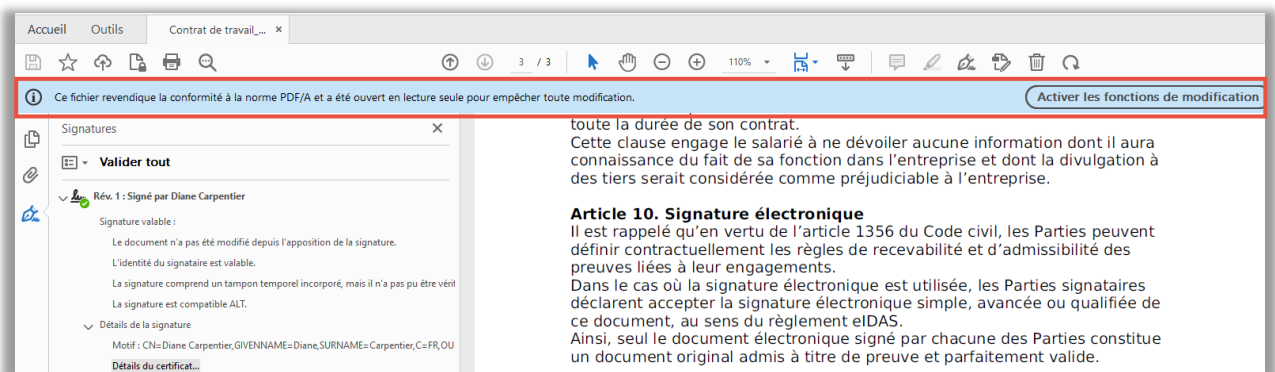 Accueil Outils Contrat de travail_... ×
3 / 3 110%
Ce fichier revendique la conformité à la norme PDF/A et a été ouvert en lecture seule pour empêcher toute modification. Activer les fonctions de modification
Signatures
Valider tout
Rév. 1 : Signé par Diane Carpentier
Signature valable :
Le document n'a pas été modifié depuis l'apposition de la signature.
L'identité du signataire est valable.
La signature comprend un tampon temporel incorporé, mais il n'a pas pu être vérif
La signature est compatible ALT.
Détails de la signature
Motif : CN=Diane Carpentier,GIVENNAME=Diane,SURNAME=Carpentier,C=FR,OU
Détails du certificat...
toute la durée de son contrat.
Cette clause engage le salarié à ne dévoiler aucune information dont il aura
connaissance du fait de sa fonction dans l'entreprise et dont la divulgation à
des tiers serait considérée comme préjudiciable à l'entreprise.
Article 10. Signature électronique
Il est rappelé qu'en vertu de l'article 1356 du Code civil, les Parties peuvent
définir contractuellement les règles de recevabilité et d'admissibilité des
preuves liées à leur engagements.
Dans le cas où la signature électronique est utilisée, les Parties signataires
déclarent accepter la signature électronique simple, avancée ou qualifiée de
ce document, au sens du règlement eIDAS.
Ainsi, seul le document électronique signé par chacune des Parties constitue
un document original admis à titre de preuve et parfaitement valide.